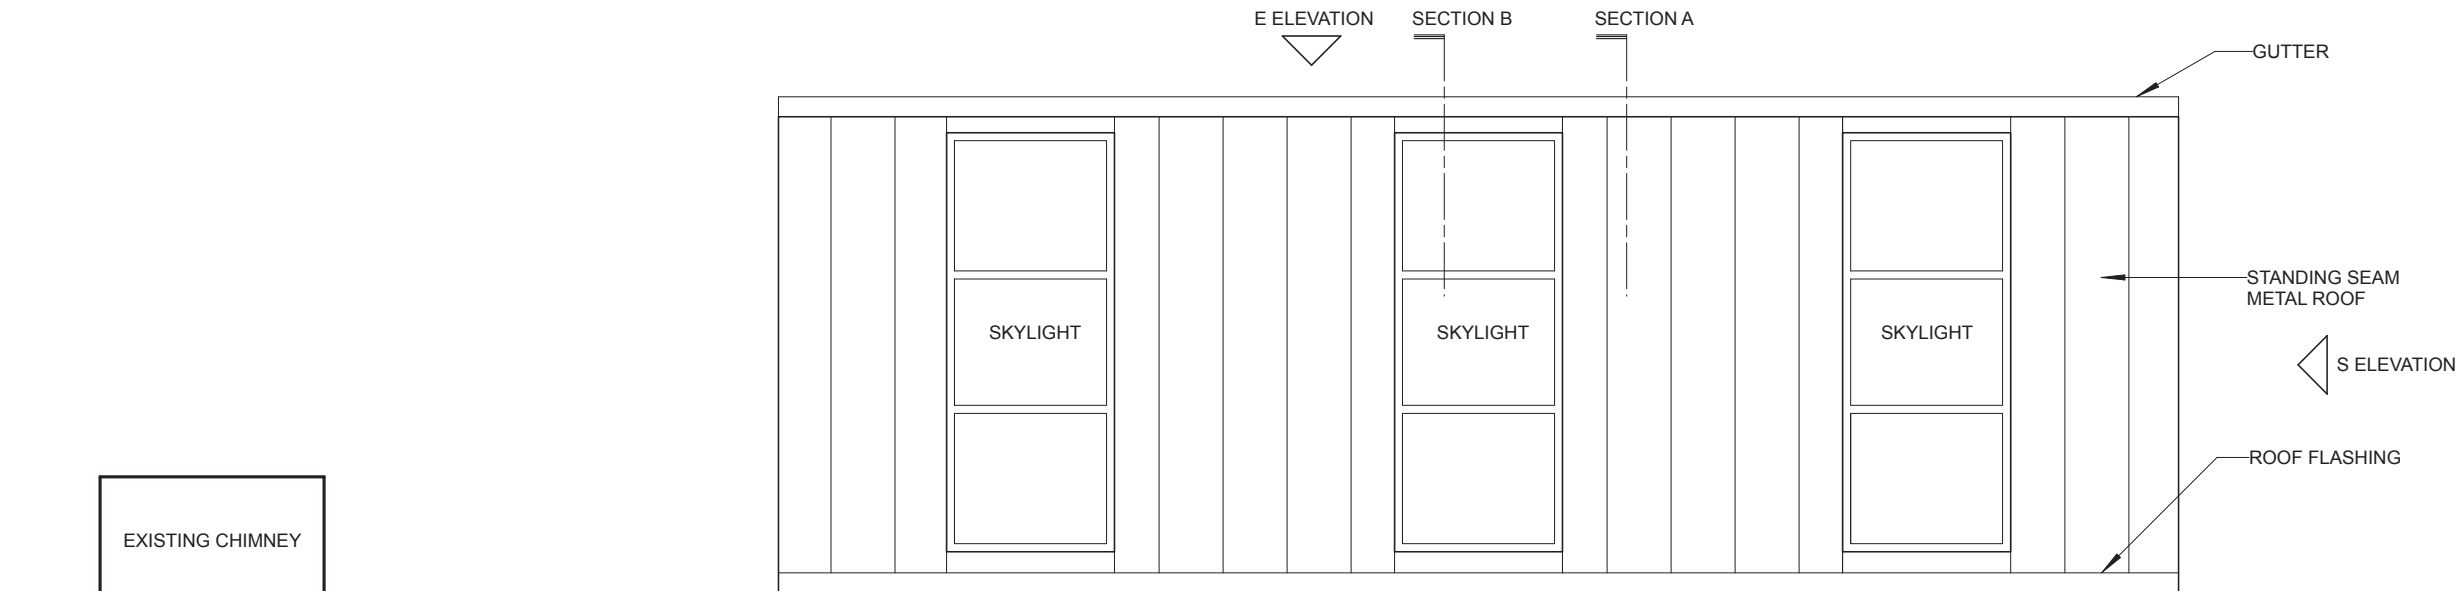 E ELEVATION
SECTION B
SECTION A
GUTTER
STANDING SEAM
METAL ROOF
SKYLIGHT
SKYLIGHT
SKYLIGHT
S ELEVATION
ROOF FLASHING
EXISTING CHIMNEY